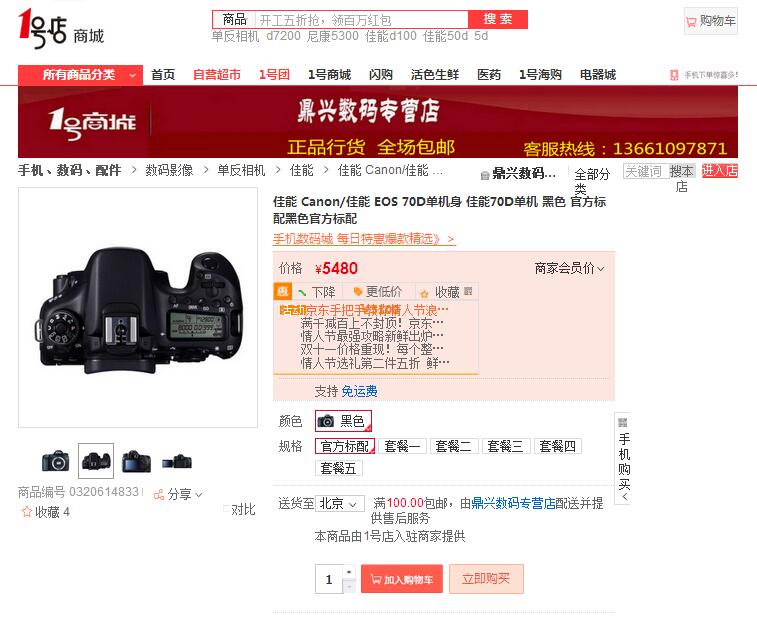 1号店 商城
商品 开工五折抢，领百万红包 搜 索
购物车
单反相机 d7200 尼康5300 佳能d100 佳能50d 5d
所有商品分类 首页 自营超市 1号团 1号商城 闪购 活色生鲜 医药 1号海购 电器城 手机下单惊喜多!
1号商城
鼎兴数码专营店
正品行货 全场包邮
客服热线：13661097871
手机、数码、配件 > 数码影像 > 单反相机 > 佳能 > 佳能 Canon/佳能 ...
鼎兴数码... 全部分类
关键词 搜本店 进入店
佳能 Canon/佳能 EOS 70D单机身 佳能70D单机 黑色 官方标
配黑色官方标配
手机数码城 每日特惠爆款精选》 >
价格 ¥5480 商家会员价
惠 下降 更低价 收藏
活动 京东手把手领你情人节浪…
满千减百上不封顶！京东…
情人节最强攻略新鲜出炉…
双十一价格重现！每个整…
情人节选礼第二件五折 鲜…
支持 免运费
颜色 黑色
规格 官方标配 套餐一 套餐二 套餐三 套餐四
套餐五
手机购买 <
商品编号 0320614833 分享
收藏 4
对比
送货至 北京 满100.00包邮，由鼎兴数码专营店配送并提
供售后服务
本商品由1号店入驻商家提供
1 加入购物车 立即购买